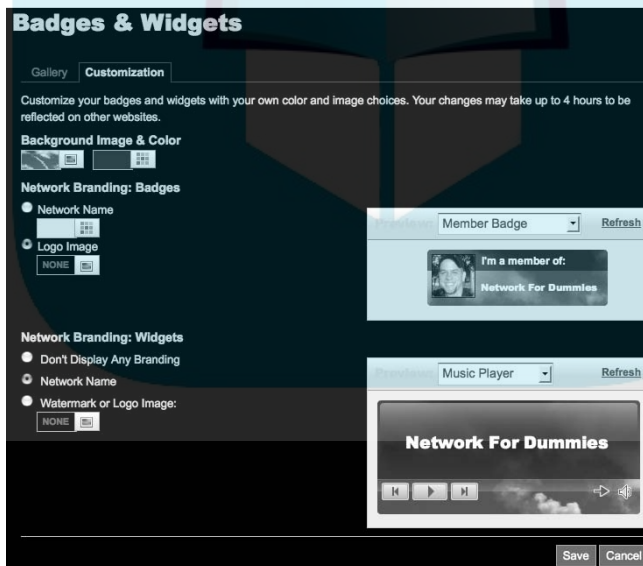 Badges & Widgets
Gallery Customization
Customize your badges and widgets with your own color and image choices. Your changes may take up to 4 hours to be
reflected on other websites.
Background Image & Color
Network Branding: Badges
Network Name
Logo Image
NONE
Preview: Member Badge Refresh
I'm a member of:
Network For Dummies
Network Branding: Widgets
Don't Display Any Branding
Network Name
Watermark or Logo Image:
NONE
Preview: Music Player Refresh
Network For Dummies
Save Cancel